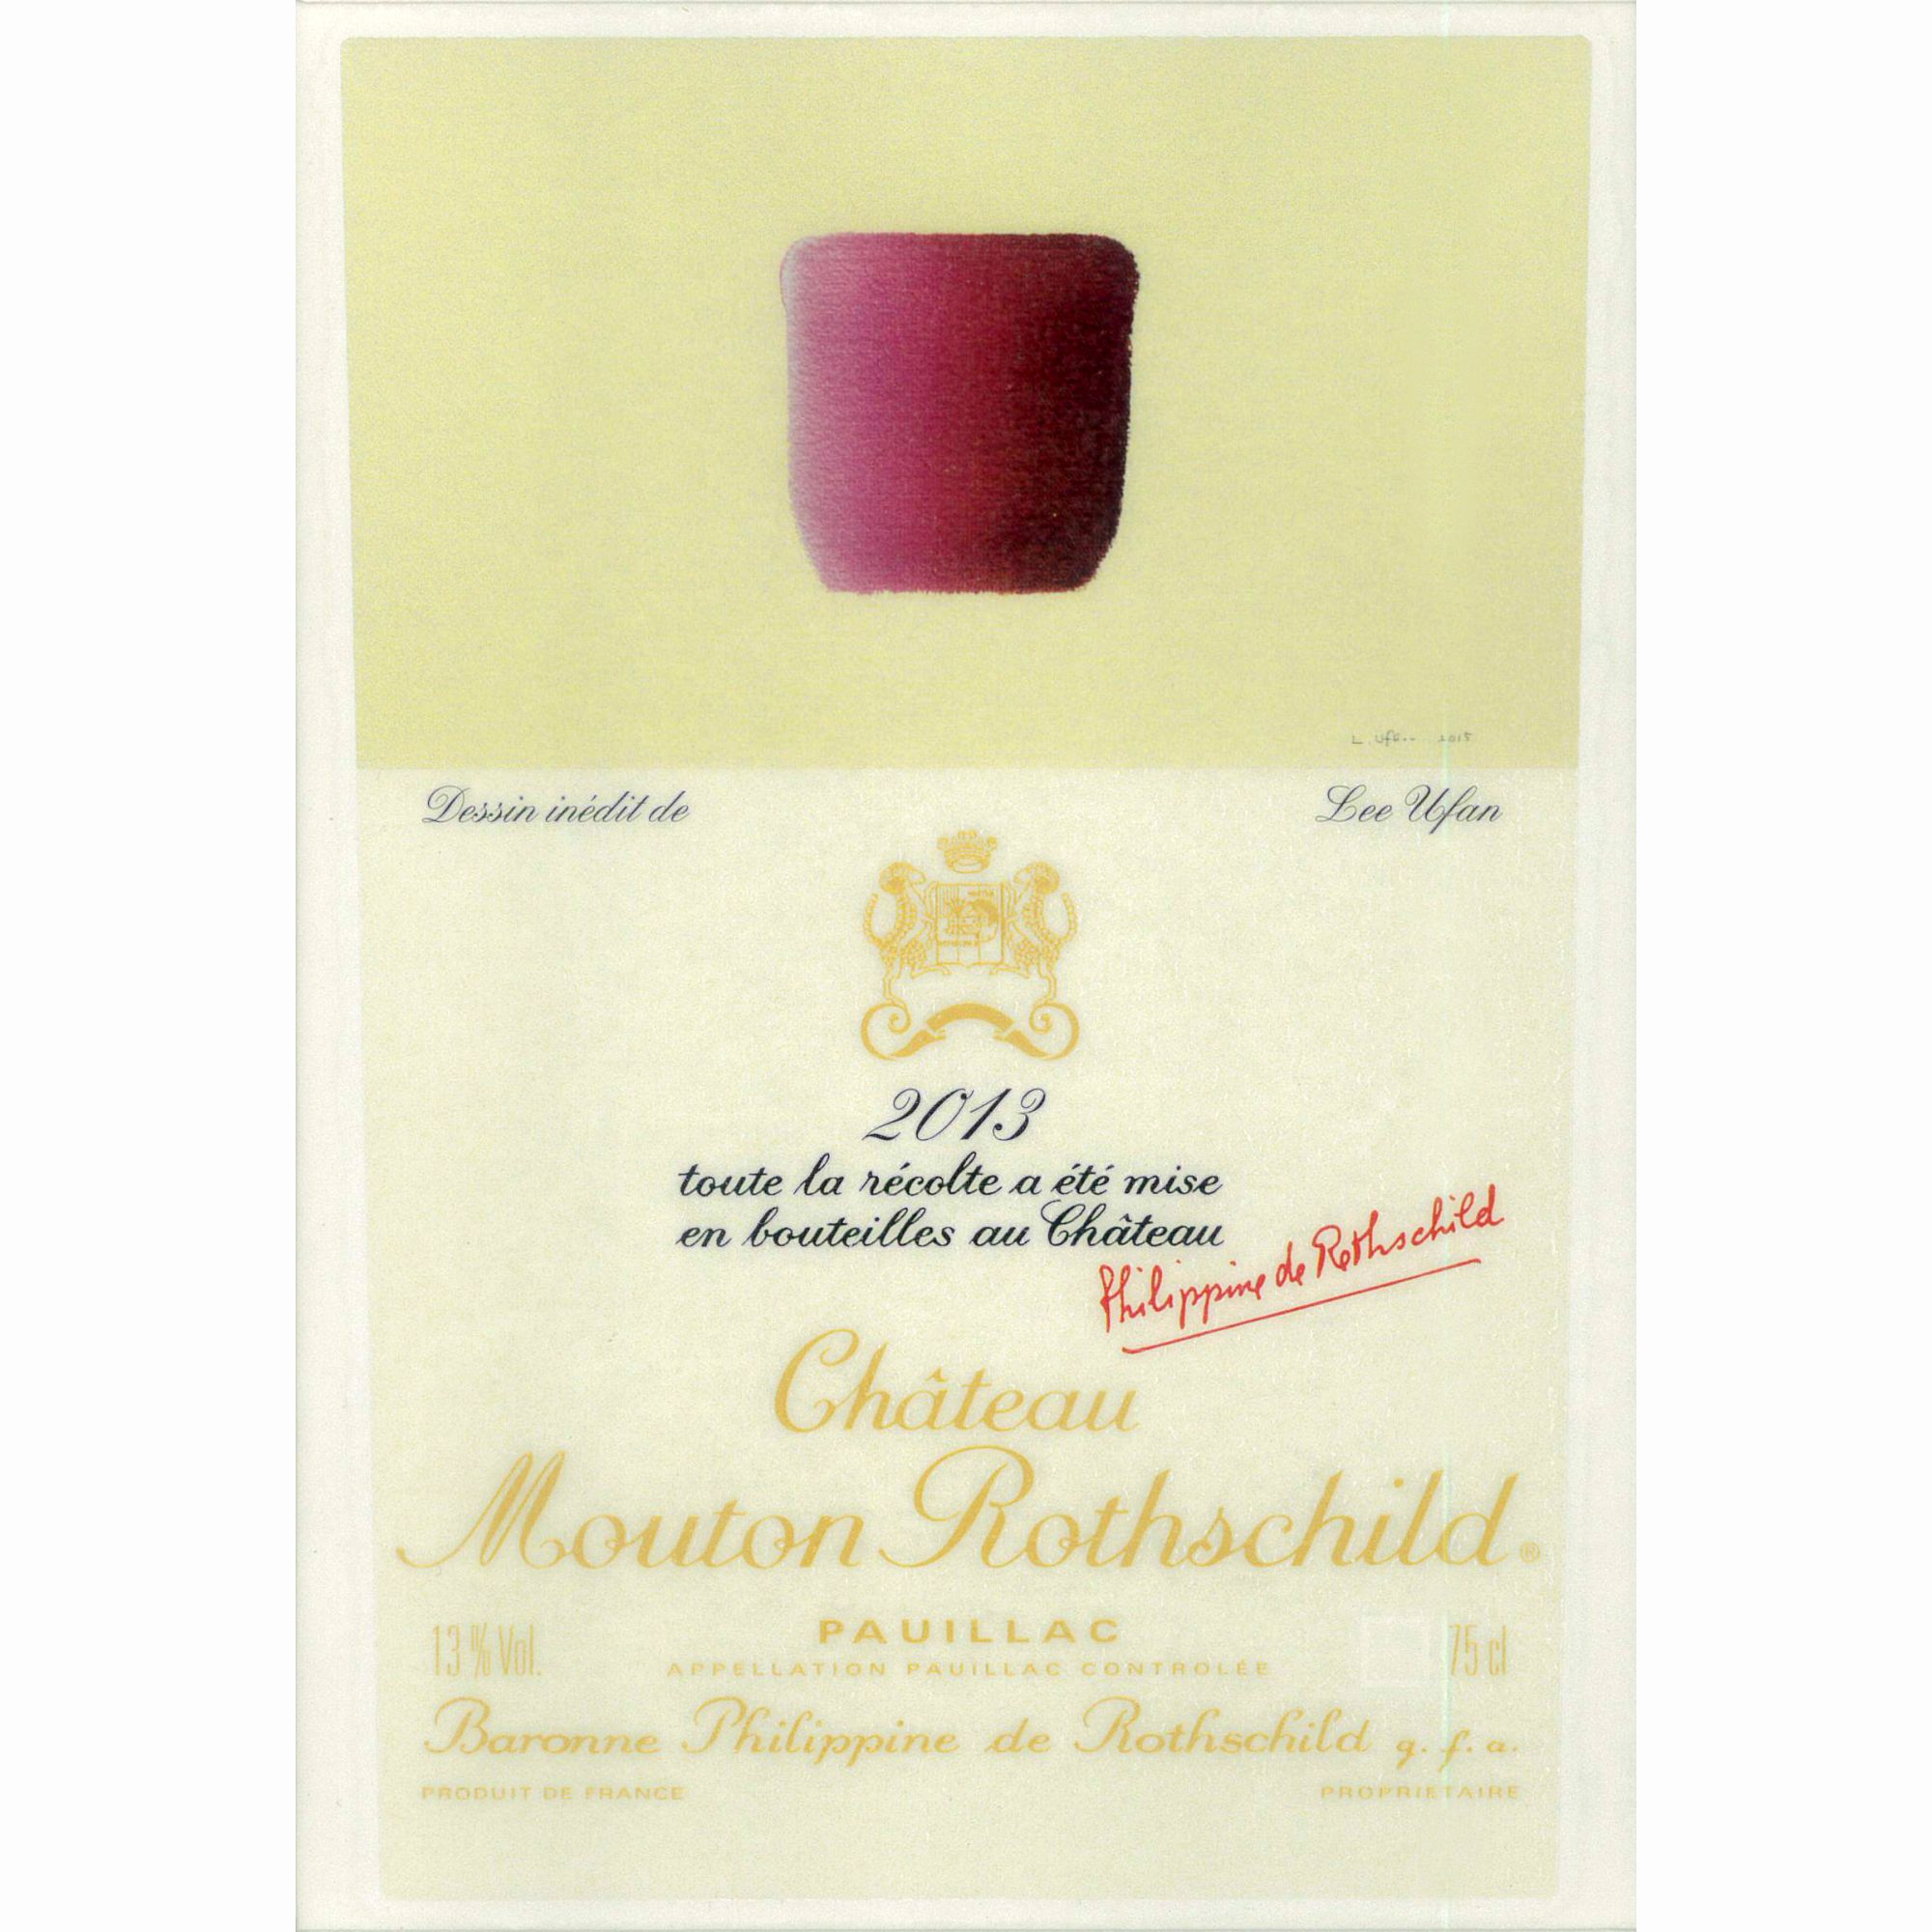 L. Ufan 2015
Dessin inédit de Lee Ufan
2013
toute la récolte a été mise
en bouteilles au Château
Philippine de Rothschild
Château
Mouton Rothschild®
PAUILLAC
13 % Vol. APPELLATION PAUILLAC CONTROLÉE 75 cl
Baronne Philippine de Rothschild g. f. a.
PRODUIT DE FRANCE PROPRIETAIRE